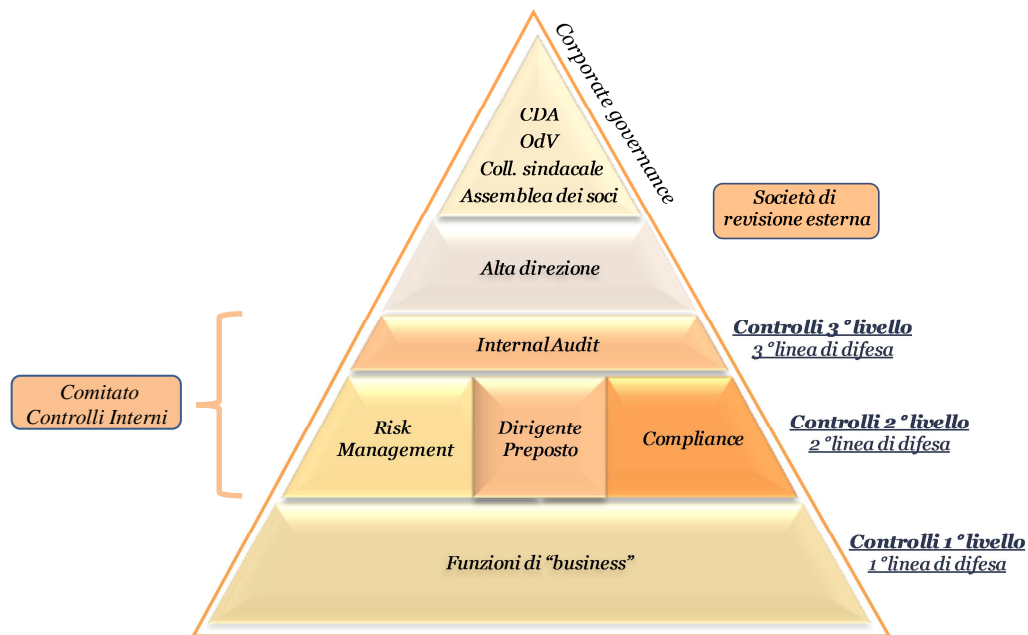 Corporate governance
CDA
OdV
Coll. sindacale
Assemblea dei soci
Società di
revisione esterna
Alta direzione
Internal Audit
Controlli 3° livello
3° linea di difesa
Comitato
Controlli Interni
Risk
Management
Dirigente
Preposto
Compliance
Controlli 2° livello
2° linea di difesa
Funzioni di “business”
Controlli 1° livello
1° linea di difesa